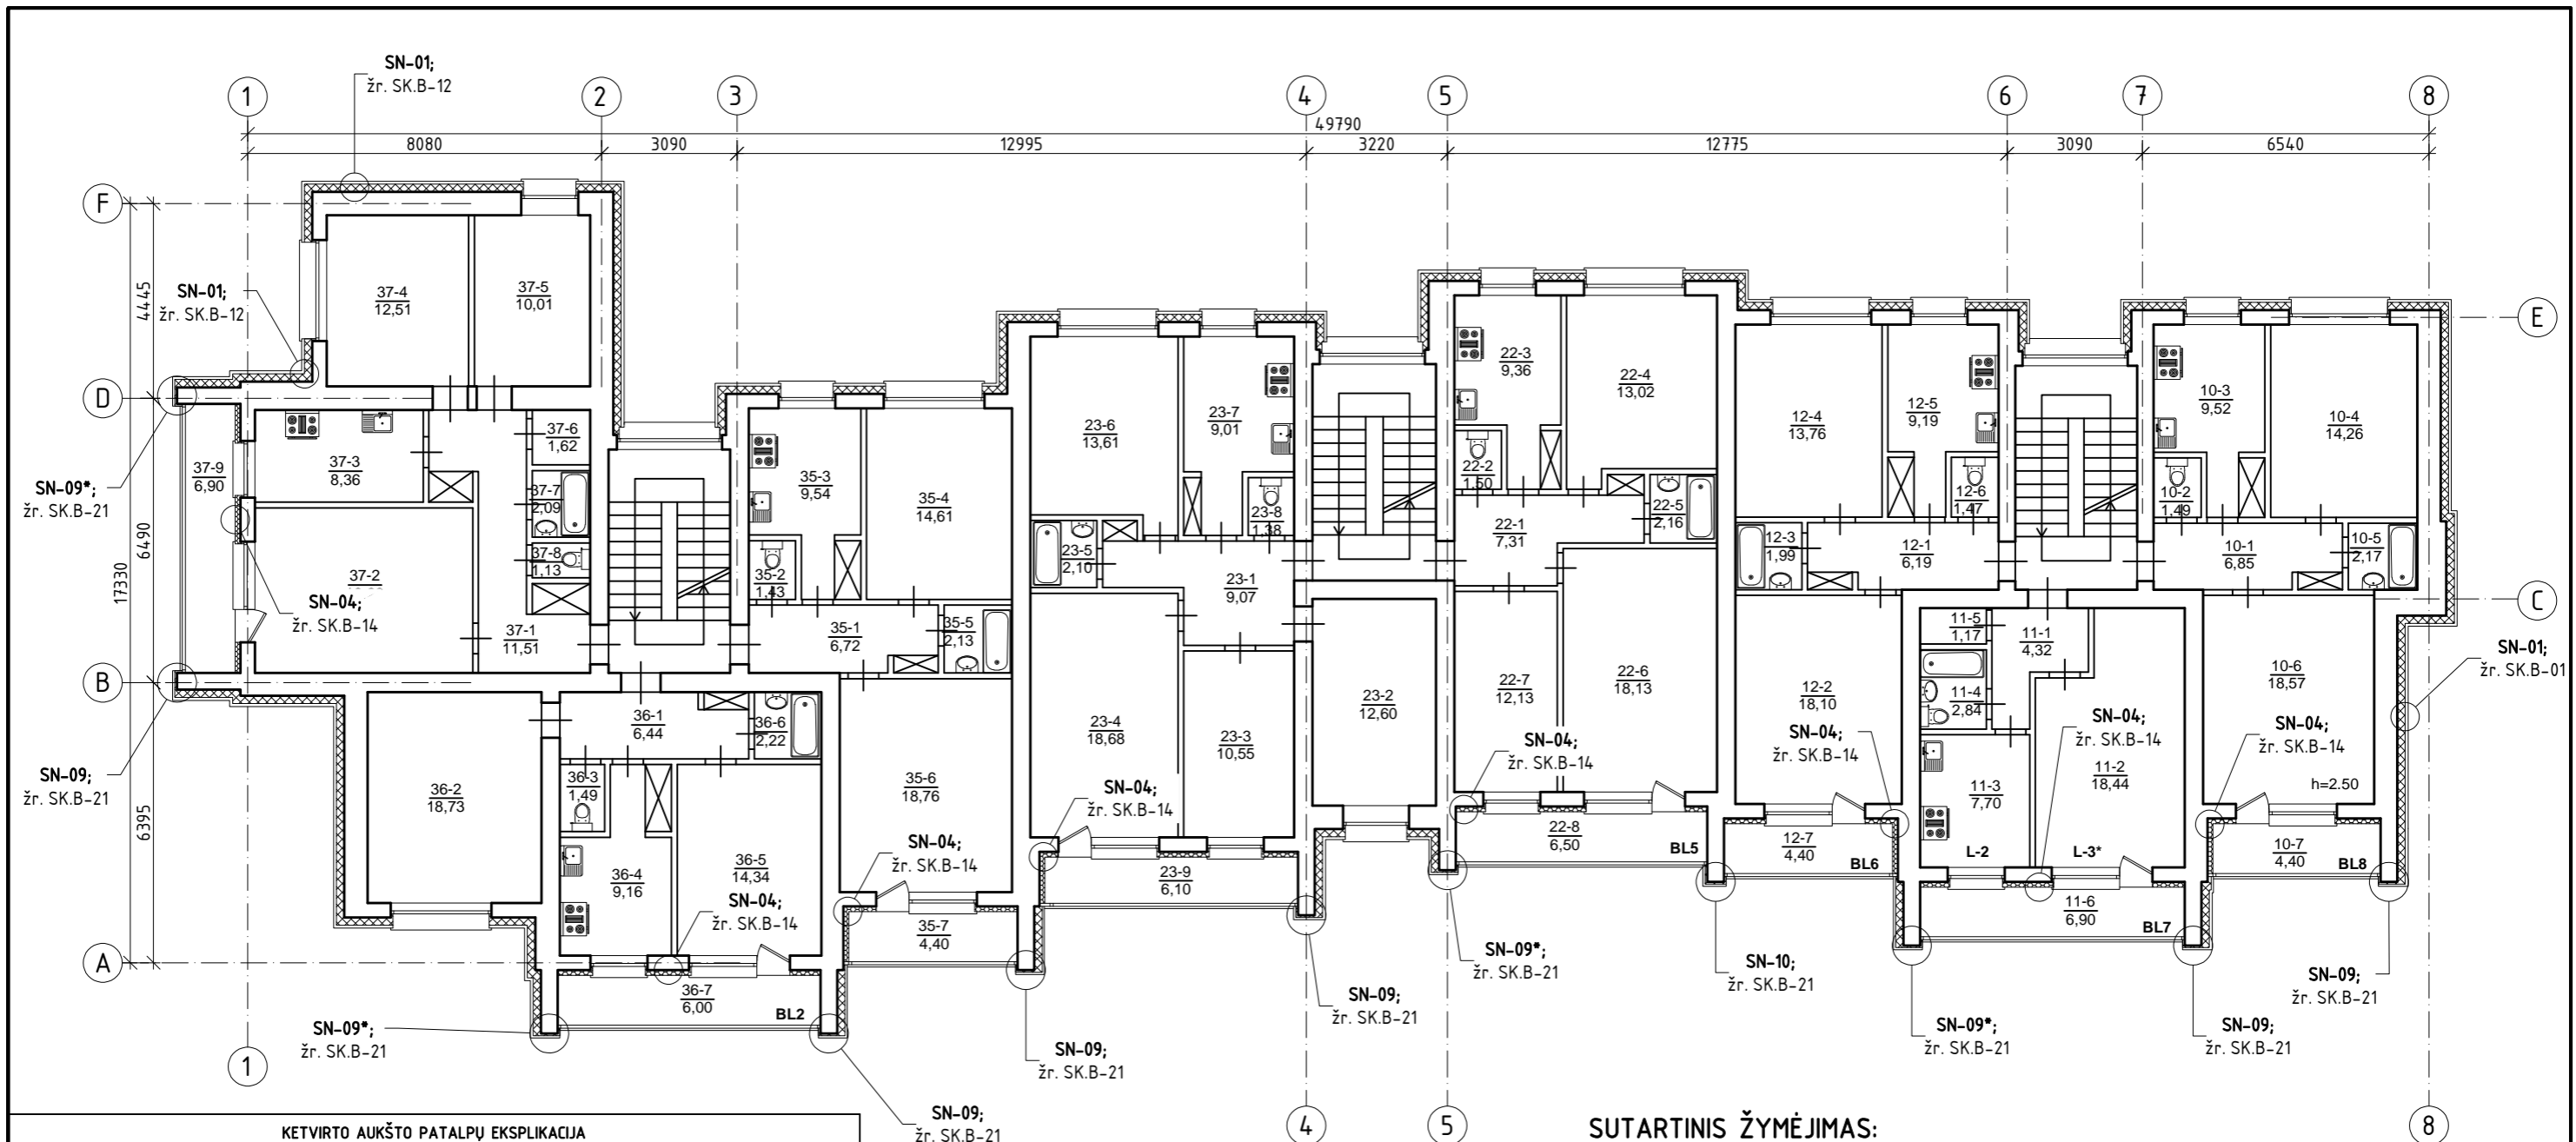 SN-01;
žr. SK.B-12
1
2
3
4
5
6
7
8
49790
8080
3090
12995
3220
12775
3090
6540
F
D
B
A
E
C
4445
6490
6395
17330
SN-01;
žr. SK.B-12
SN-09*;
žr. SK.B-21
SN-09;
žr. SK.B-21
SN-04;
žr. SK.B-14
37-4
12,51
37-5
10,01
37-6
1,62
37-3
8,36
37-9
6,90
37-7
2,09
37-8
1,13
37-2
37-1
11,51
36-1
6,44
36-2
18,73
36-3
1,49
36-4
9,16
36-5
14,34
36-6
2,22
36-7
6,00
BL2
SN-04;
žr. SK.B-14
SN-09*;
žr. SK.B-21
35-3
9,54
35-4
14,61
35-2
1,43
35-1
6,72
35-5
2,13
35-6
18,76
35-7
4,40
SN-04;
žr. SK.B-14
SN-09;
žr. SK.B-21
SN-09;
žr. SK.B-21
23-6
13,61
23-7
9,01
23-8
1,38
23-5
2,10
23-1
9,07
23-4
18,68
23-3
10,55
23-2
12,60
23-9
6,10
SN-04;
žr. SK.B-14
SN-09;
žr. SK.B-21
22-3
9,36
22-4
13,02
22-2
1,50
22-5
2,16
22-1
7,31
22-7
12,13
22-6
18,13
22-8
6,50
BL5
SN-04;
žr. SK.B-14
SN-09*;
žr. SK.B-21
SN-10;
žr. SK.B-21
12-4
13,76
12-5
9,19
12-6
1,47
12-3
1,99
12-1
6,19
12-2
18,10
12-7
4,40
BL6
SN-04;
žr. SK.B-14
11-5
1,17
11-1
4,32
11-4
2,84
11-3
7,70
11-2
18,44
L-2
L-3*
11-6
6,90
BL7
SN-04;
žr. SK.B-14
SN-09*;
žr. SK.B-21
SN-09;
žr. SK.B-21
10-3
9,52
10-4
14,26
10-2
1,49
10-1
6,85
10-5
2,17
10-6
18,57
h=2.50
10-7
4,40
BL8
SN-04;
žr. SK.B-14
SN-01;
žr. SK.B-01
SN-09;
žr. SK.B-21
1
4
5
8
KETVIRTO AUKŠTO PATALPŲ EKSPLIKACIJA
SUTARTINIS ŽYMĖJIMAS: